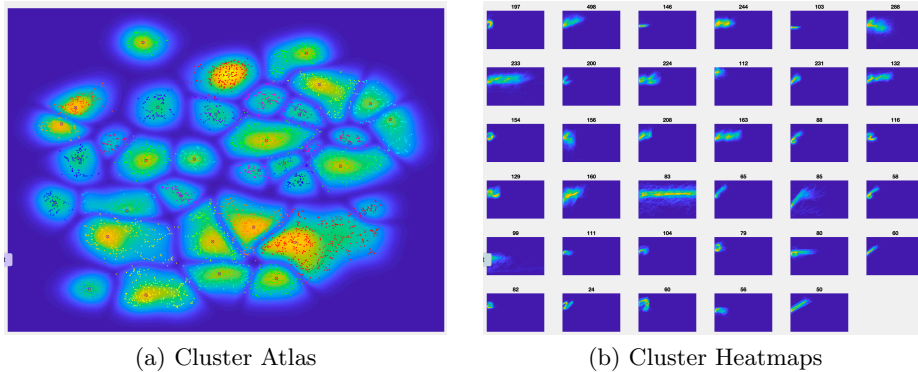 197 498 146 244 103 288
233 200 224 112 231 132
154 156 208 163 88 116
129 160 83 65 85 58
99 111 104 79 80 60
82 24 60 56 50
(a) Cluster Atlas (b) Cluster Heatmaps